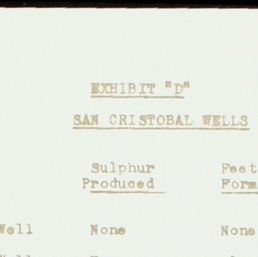 EXHIBIT "D"
SAN CRISTOBAL WELLS
Sulphur Feet
Produced Form
Well None None